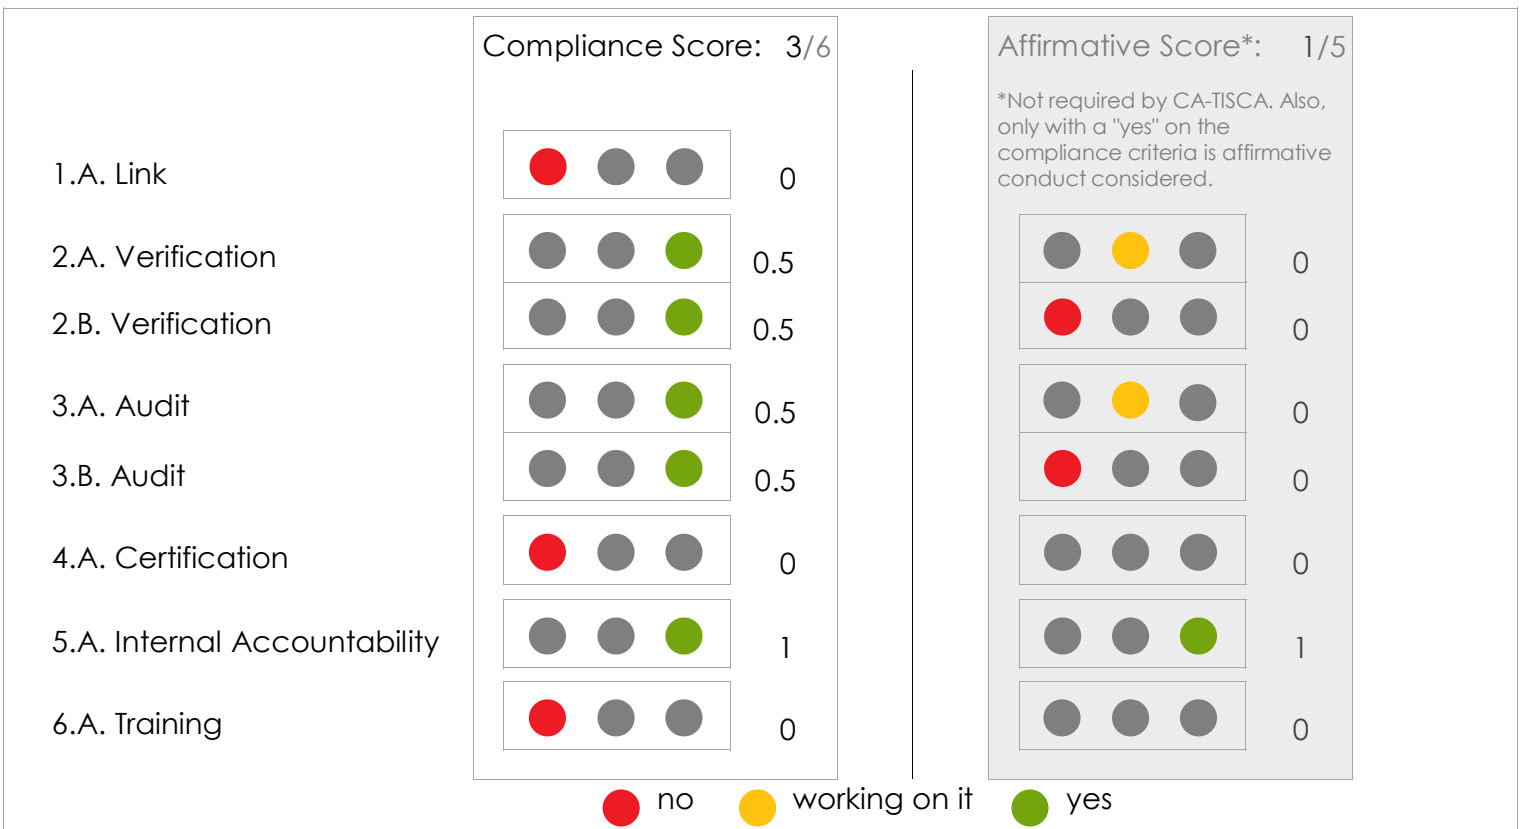 Compliance Score: 3/6
Affirmative Score*: 1/5
*Not required by CA-TISCA. Also,
only with a "yes" on the
compliance criteria is affirmative
conduct considered.
1.A. Link 0
2.A. Verification 0.5 0
2.B. Verification 0.5 0
3.A. Audit 0.5 0
3.B. Audit 0.5 0
4.A. Certification 0 0
5.A. Internal Accountability 1 1
6.A. Training 0 0
no working on it yes